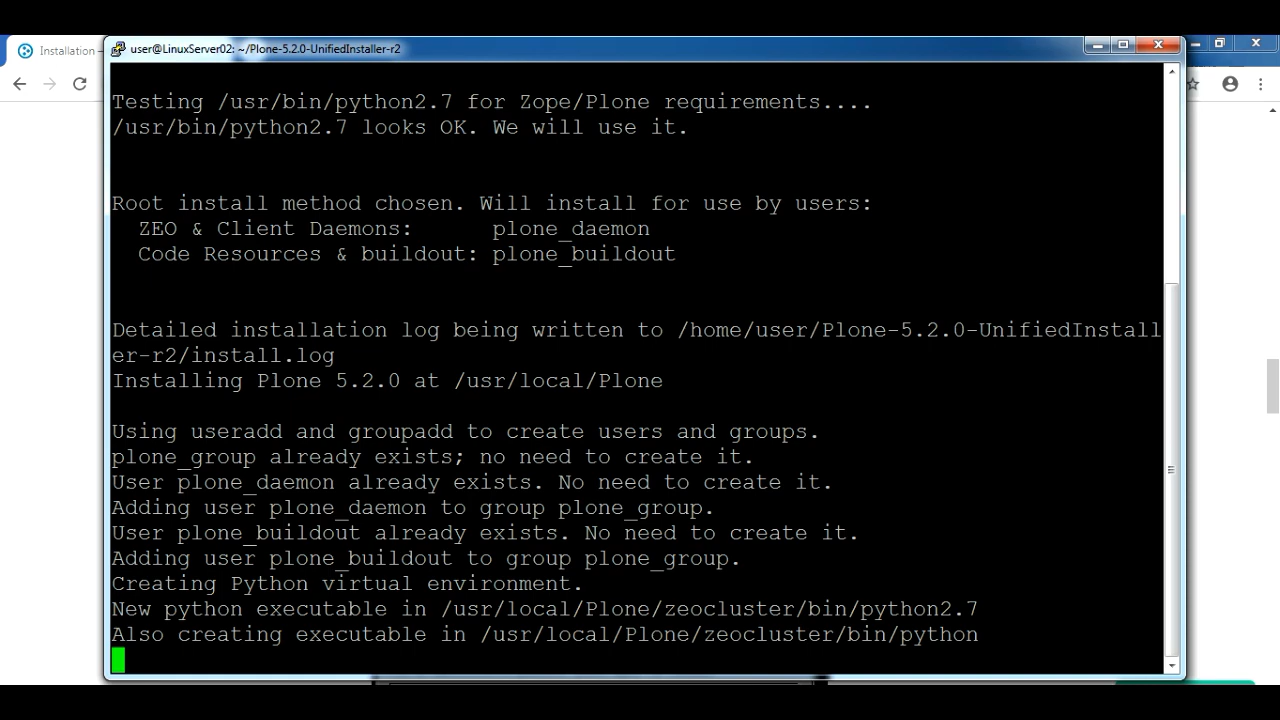 Installation
user@LinuxServer02: ~/Plone-5.2.0-UnifiedInstaller-r2
Testing /usr/bin/python2.7 for Zope/Plone requirements....
/usr/bin/python2.7 looks OK. We will use it.
Root install method chosen. Will install for use by users:
ZEO & Client Daemons:      plone_daemon
Code Resources & buildout: plone_buildout
Detailed installation log being written to /home/user/Plone-5.2.0-UnifiedInstall
er-r2/install.log
Installing Plone 5.2.0 at /usr/local/Plone
Using useradd and groupadd to create users and groups.
plone_group already exists; no need to create it.
User plone_daemon already exists. No need to create it.
Adding user plone_daemon to group plone_group.
User plone_buildout already exists. No need to create it.
Adding user plone_buildout to group plone_group.
Creating Python virtual environment.
New python executable in /usr/local/Plone/zeocluster/bin/python2.7
Also creating executable in /usr/local/Plone/zeocluster/bin/python